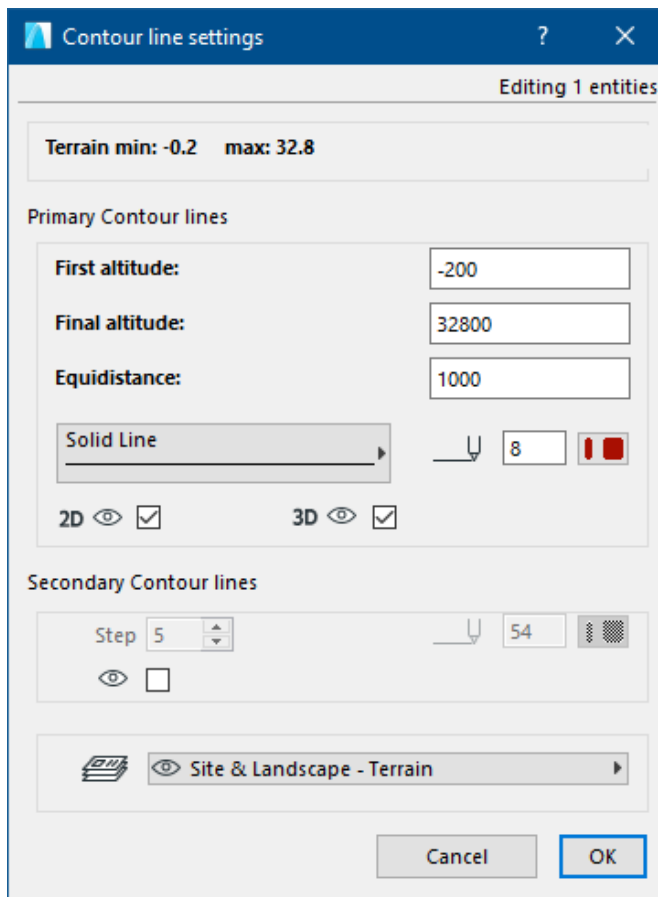 Contour line settings ? ×
Editing 1 entities
Terrain min: -0.2 max: 32.8
Primary Contour lines
First altitude: -200
Final altitude: 32800
Equidistance: 1000
Solid Line 8
2D 3D
Secondary Contour lines
Step 5 54
Site & Landscape - Terrain
Cancel OK